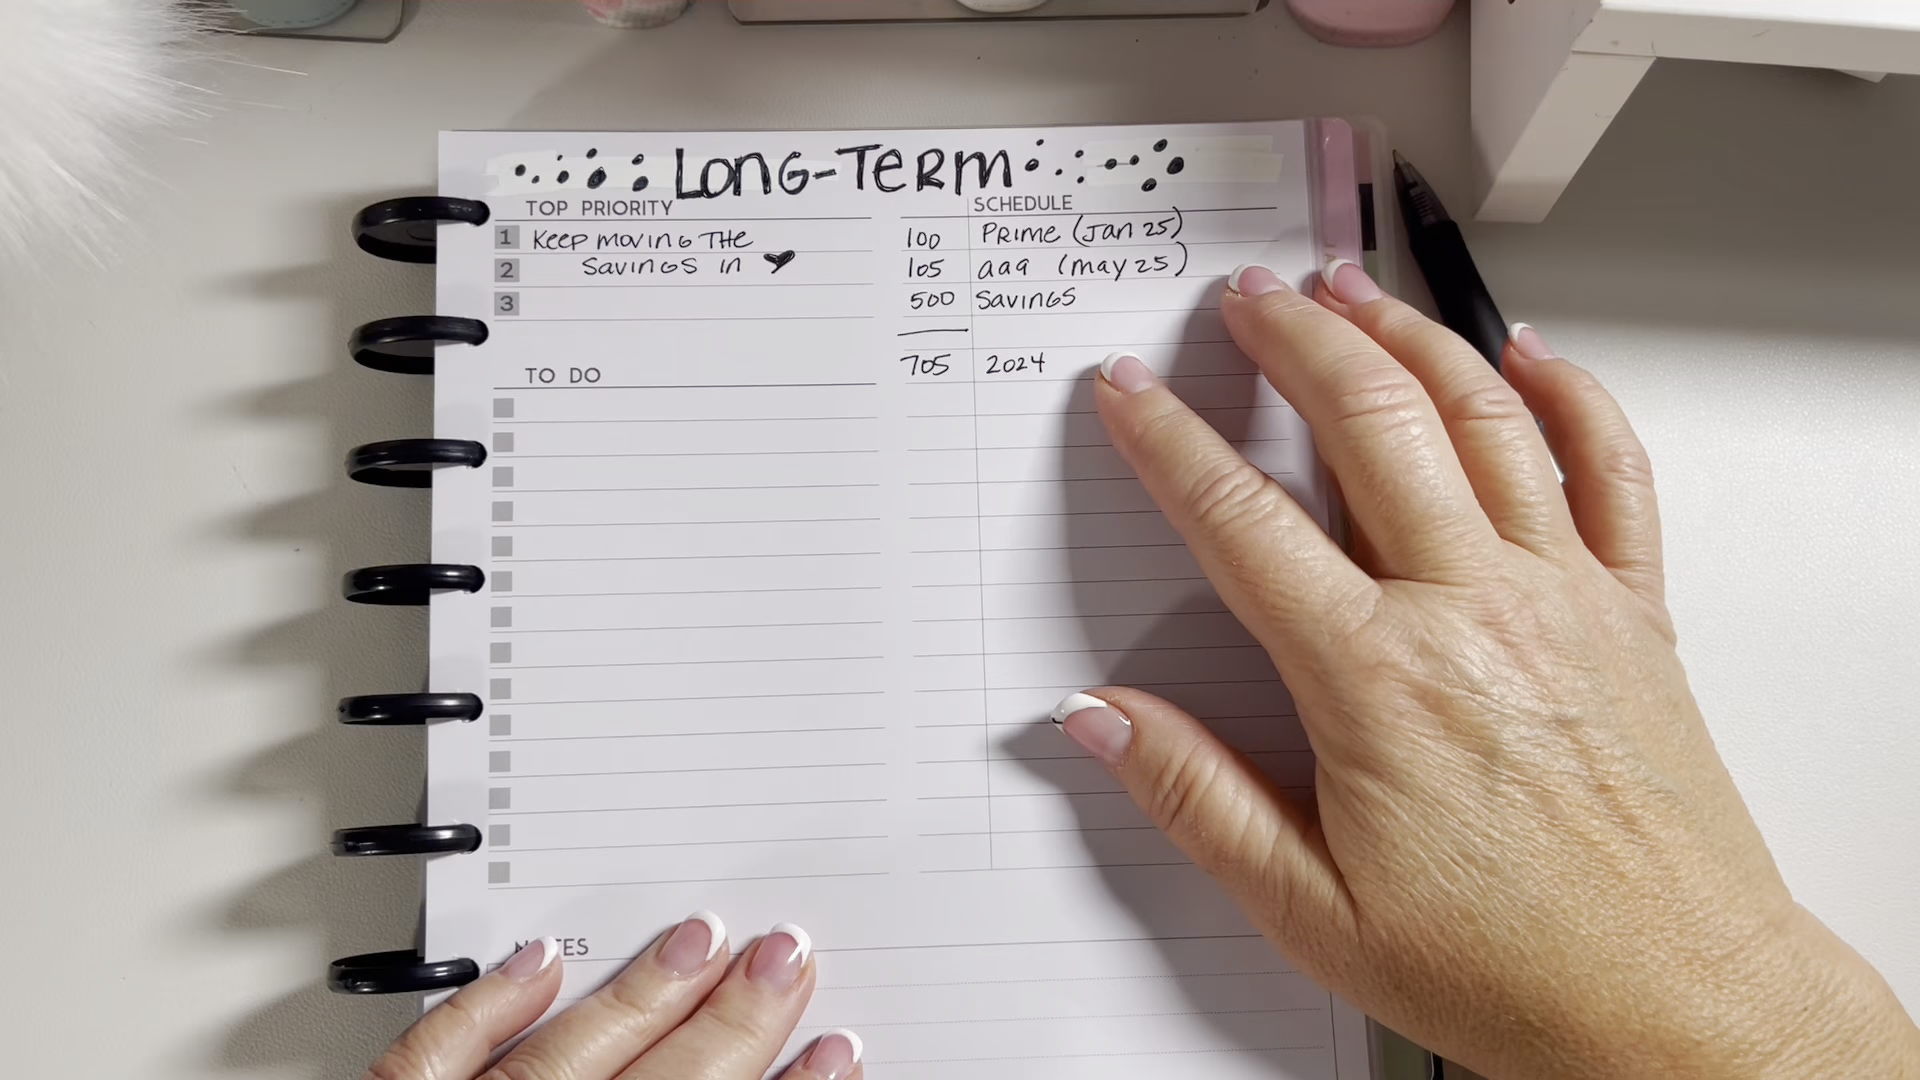 LONG-TERM
TOP PRIORITY
1 Keep moving THE
2 Savings in
3
TO DO
SCHEDULE
100 Prime (Jan 25)
105 aaa (may 25)
500 Savings
705 2024